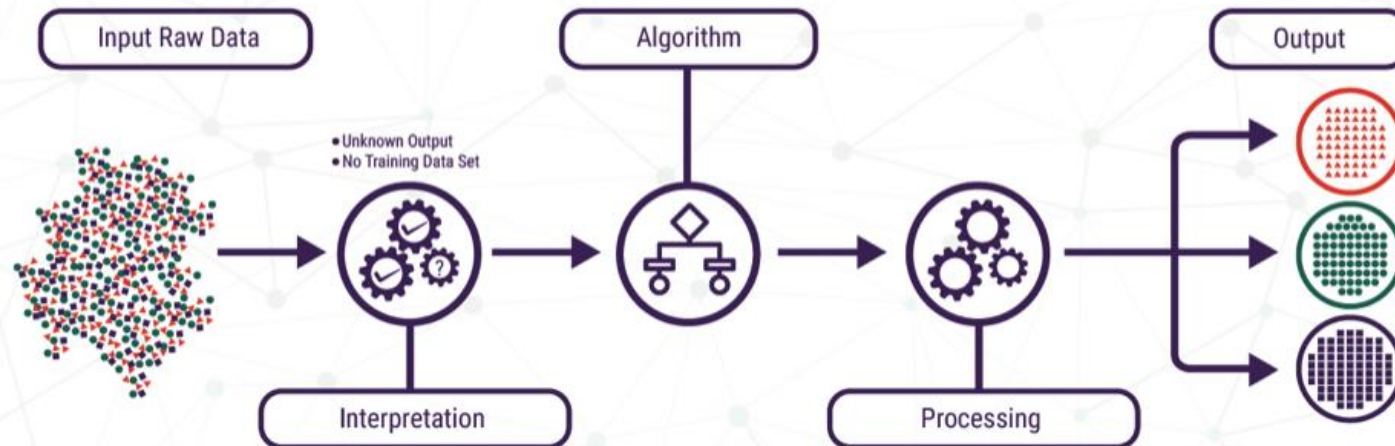 Input Raw Data
Algorithm
Output
• Unknown Output
• No Training Data Set
?
Interpretation
Processing